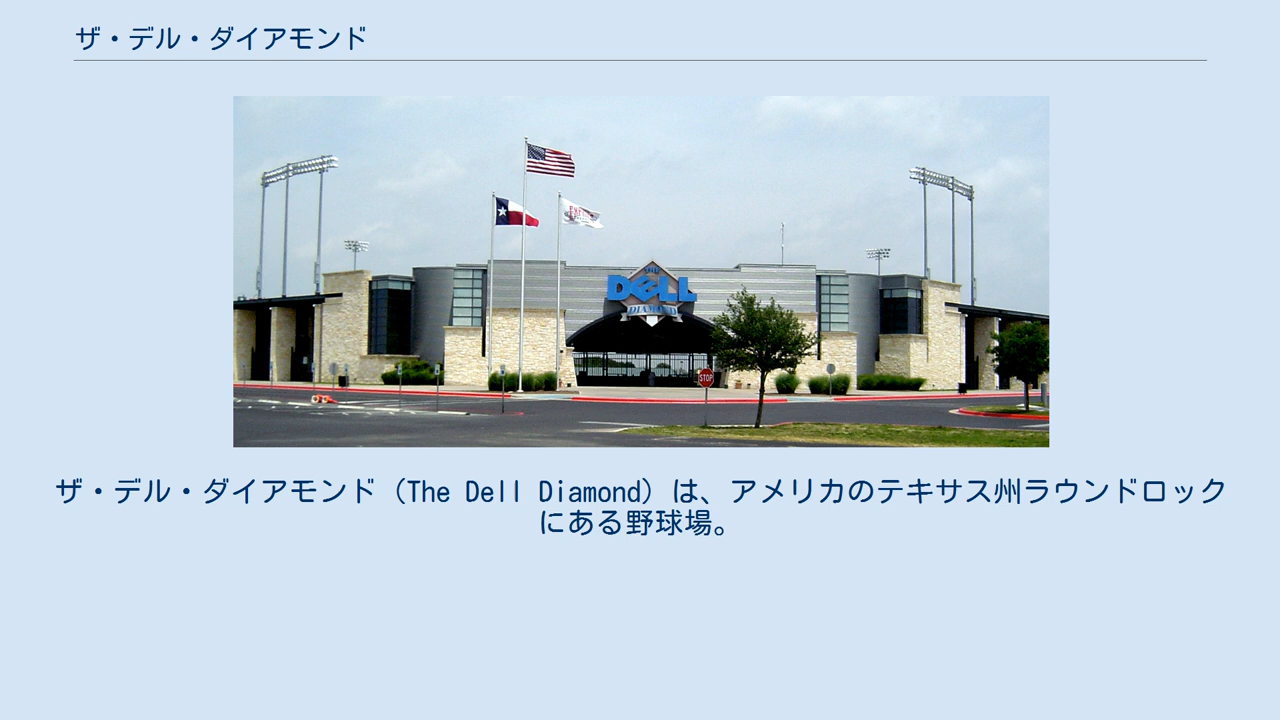 ザ・デル・ダイアモンド
THE
DELL
DIAMOND
STOP
ザ・デル・ダイアモンド（The Dell Diamond）は、アメリカのテキサス州ラウンドロック
にある野球場。